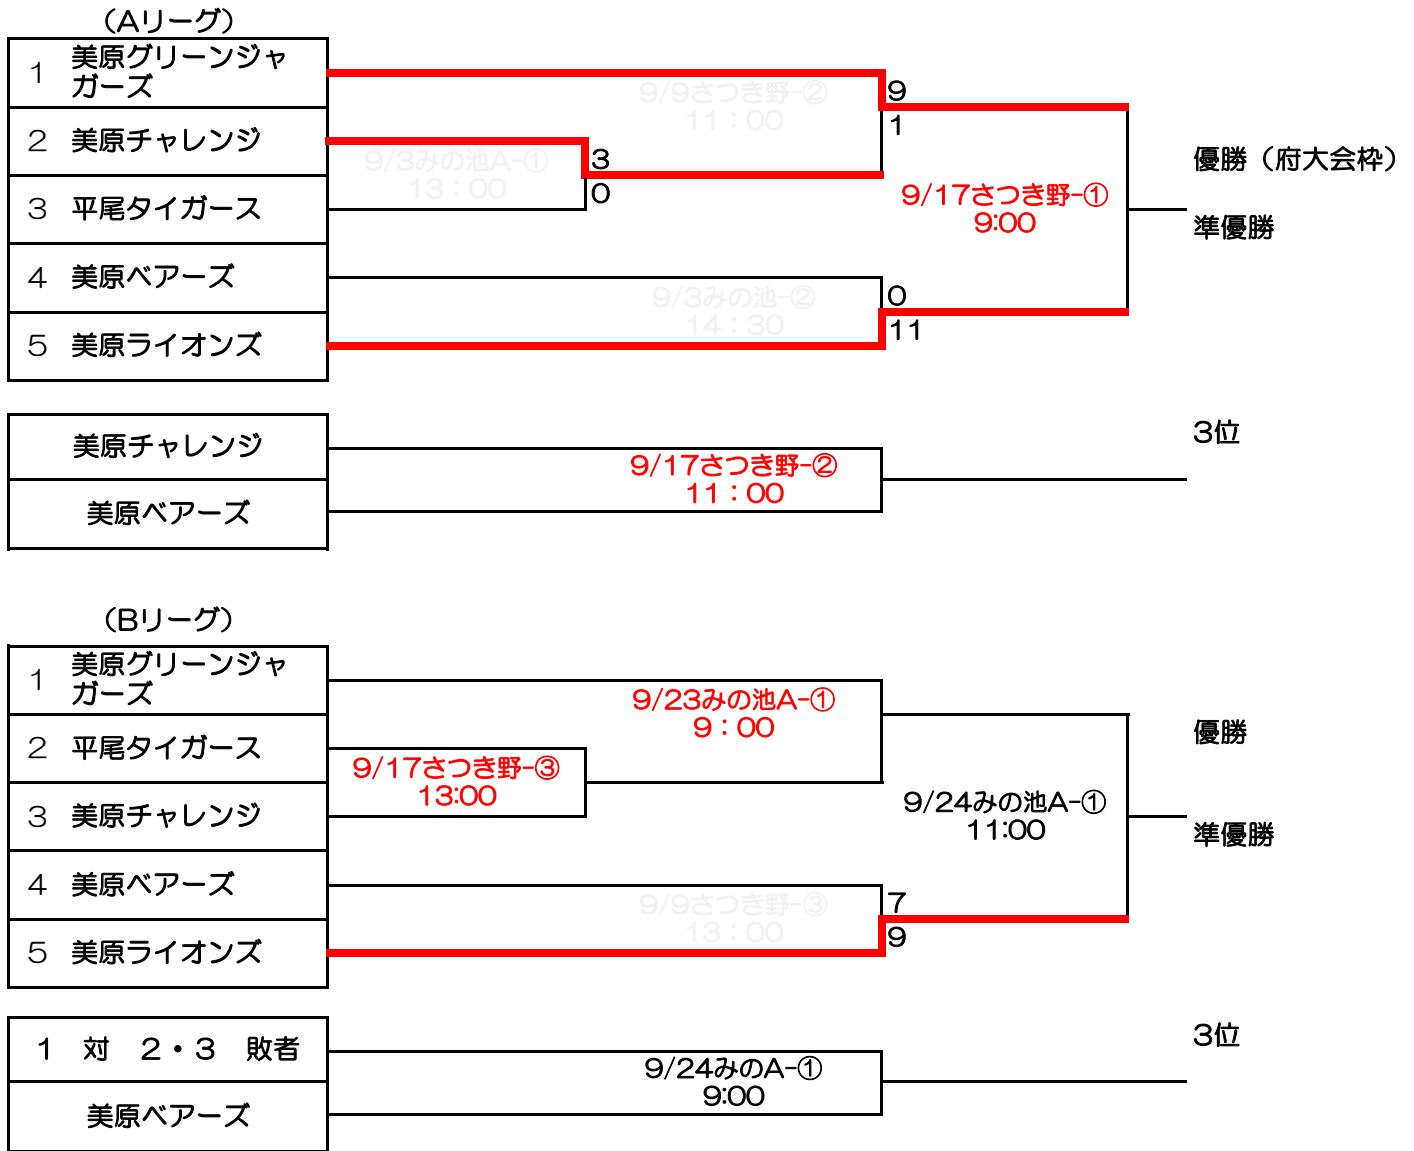 （Aリーグ）
1 美原グリーンジャ
ガーズ
9/9さつき野-②
11：00
9
1
2 美原チャレンジ
9/3みの池A-①
13：00
3
0
優勝（府大会枠）
3 平尾タイガース
9/17さつき野-①
9:00
準優勝
4 美原ベアーズ
9/3みの池-②
14：30
0
11
5 美原ライオンズ
美原チャレンジ
3位
9/17さつき野-②
11：00
美原ベアーズ
（Bリーグ）
1 美原グリーンジャ
ガーズ
9/23みの池A-①
9：00
2 平尾タイガース
優勝
9/17さつき野-③
13:00
3 美原チャレンジ
9/24みの池A-①
11:00
準優勝
4 美原ベアーズ
9/9さつき野-③
13：00
7
9
5 美原ライオンズ
1 対 2・3 敗者
3位
9/24みのA-①
9:00
美原ベアーズ